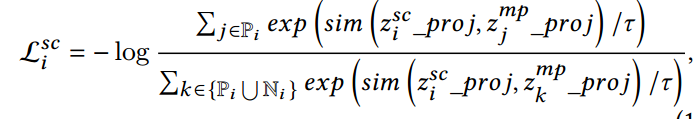 $$\mathcal{L}_i^{sc} = -\log \frac{\sum_{j \in \mathbb{P}_i} exp\left(sim\left(z_i^{sc}\_proj, z_j^{mp}\_proj\right)/\tau\right)}{\sum_{k \in \{\mathbb{P}_i \bigcup \mathbb{N}_i\}} exp\left(sim\left(z_i^{sc}\_proj, z_k^{mp}\_proj\right)/\tau\right)},$$